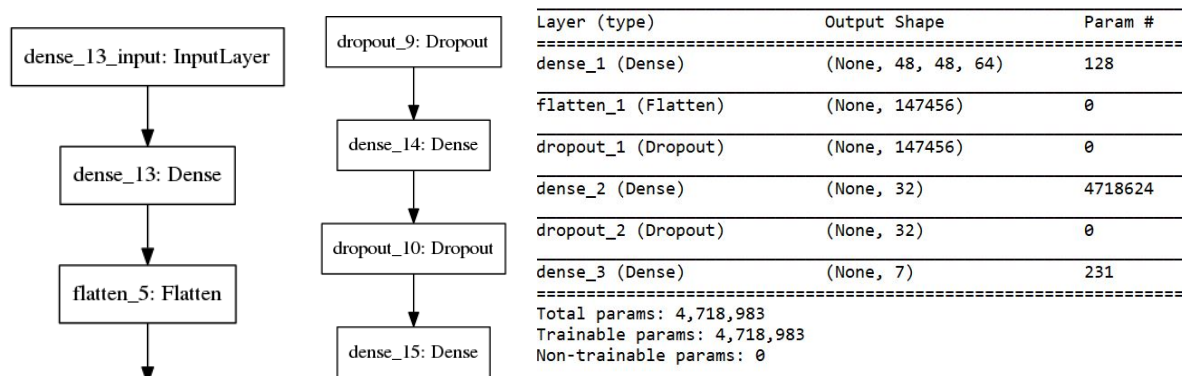 dense_13_input: InputLayer
dense_13: Dense
flatten_5: Flatten
dropout_9: Dropout
dense_14: Dense
dropout_10: Dropout
dense_15: Dense
Layer (type) Output Shape Param #
dense_1 (Dense) (None, 48, 48, 64) 128
flatten_1 (Flatten) (None, 147456) 0
dropout_1 (Dropout) (None, 147456) 0
dense_2 (Dense) (None, 32) 4718624
dropout_2 (Dropout) (None, 32) 0
dense_3 (Dense) (None, 7) 231
Total params: 4,718,983
Trainable params: 4,718,983
Non-trainable params: 0